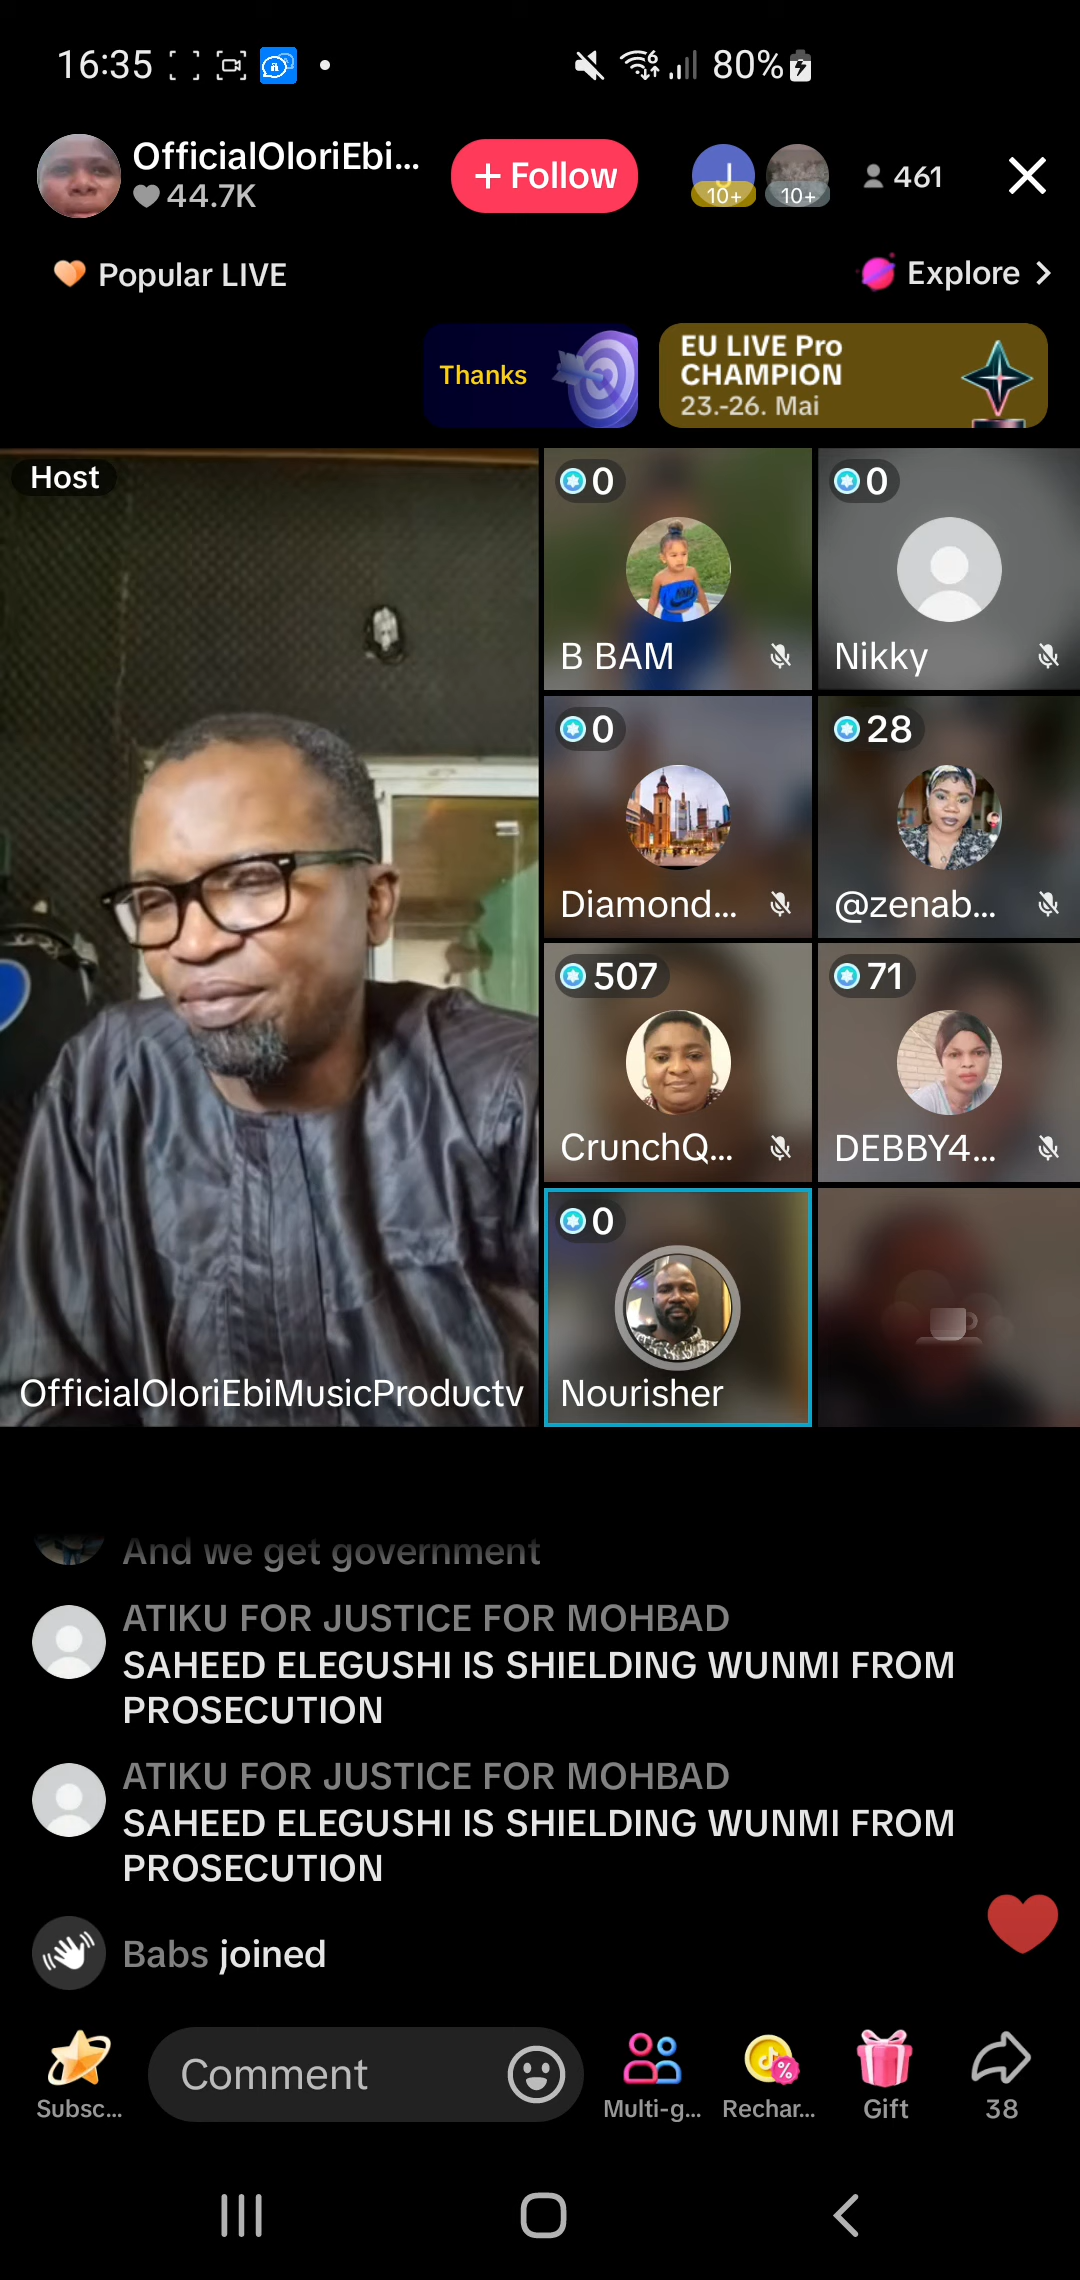 16:35
80%
OfficialOloriEbi...
44.7K
+ Follow
J
10+
10+
461
Popular LIVE
Explore
Thanks
EU LIVE Pro
CHAMPION
23.-26. Mai
Host
0
B BAM
0
Nikky
0
Diamond...
28
@zenab...
507
CrunchQ...
71
DEBBY4...
OfficialOloriEbiMusicProductv
0
Nourisher
And we get government
ATIKU FOR JUSTICE FOR MOHBAD
SAHEED ELEGUSHI IS SHIELDING WUNMI FROM
PROSECUTION
ATIKU FOR JUSTICE FOR MOHBAD
SAHEED ELEGUSHI IS SHIELDING WUNMI FROM
PROSECUTION
Babs joined
Comment
Subsc...
Multi-g...
Rechar...
Gift
38